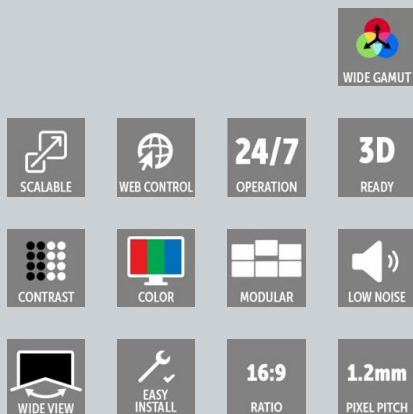 WIDE GAMUT
SCALABLE
WEB CONTROL
24/7
OPERATION
3D
READY
CONTRAST
COLOR
MODULAR
LOW NOISE
WIDE VIEW
EASY
INSTALL
16:9
RATIO
1.2mm
PIXEL PITCH